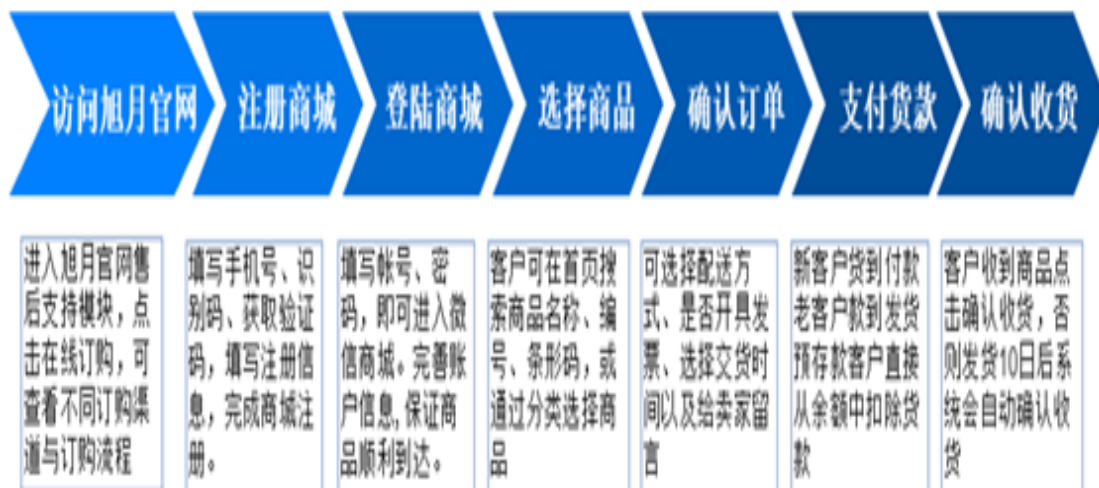 访问旭月官网
注册商城
登陆商城
选择商品
确认订单
支付货款
确认收货
进入旭月官网售
后支持模块，点
击在线订购，可
查看不同订购渠
道与订购流程
填写手机号、识
别码、获取验证
码，填写注册信
息，完成商城注
册。
填写帐号、密
码，即可进入微
信商城。完善账
户信息,保证商
品顺利到达。
客户可在首页搜
索商品名称、编
号、条形码，或
通过分类选择商
品
可选择配送方
式、是否开具发
票、选择交货时
间以及给卖家留
言
新客户货到付款
老客户款到发货
预存款客户直接
从余额中扣除货
款
客户收到商品点
击确认收货，否
则发货10日后系
统会自动确认收
货